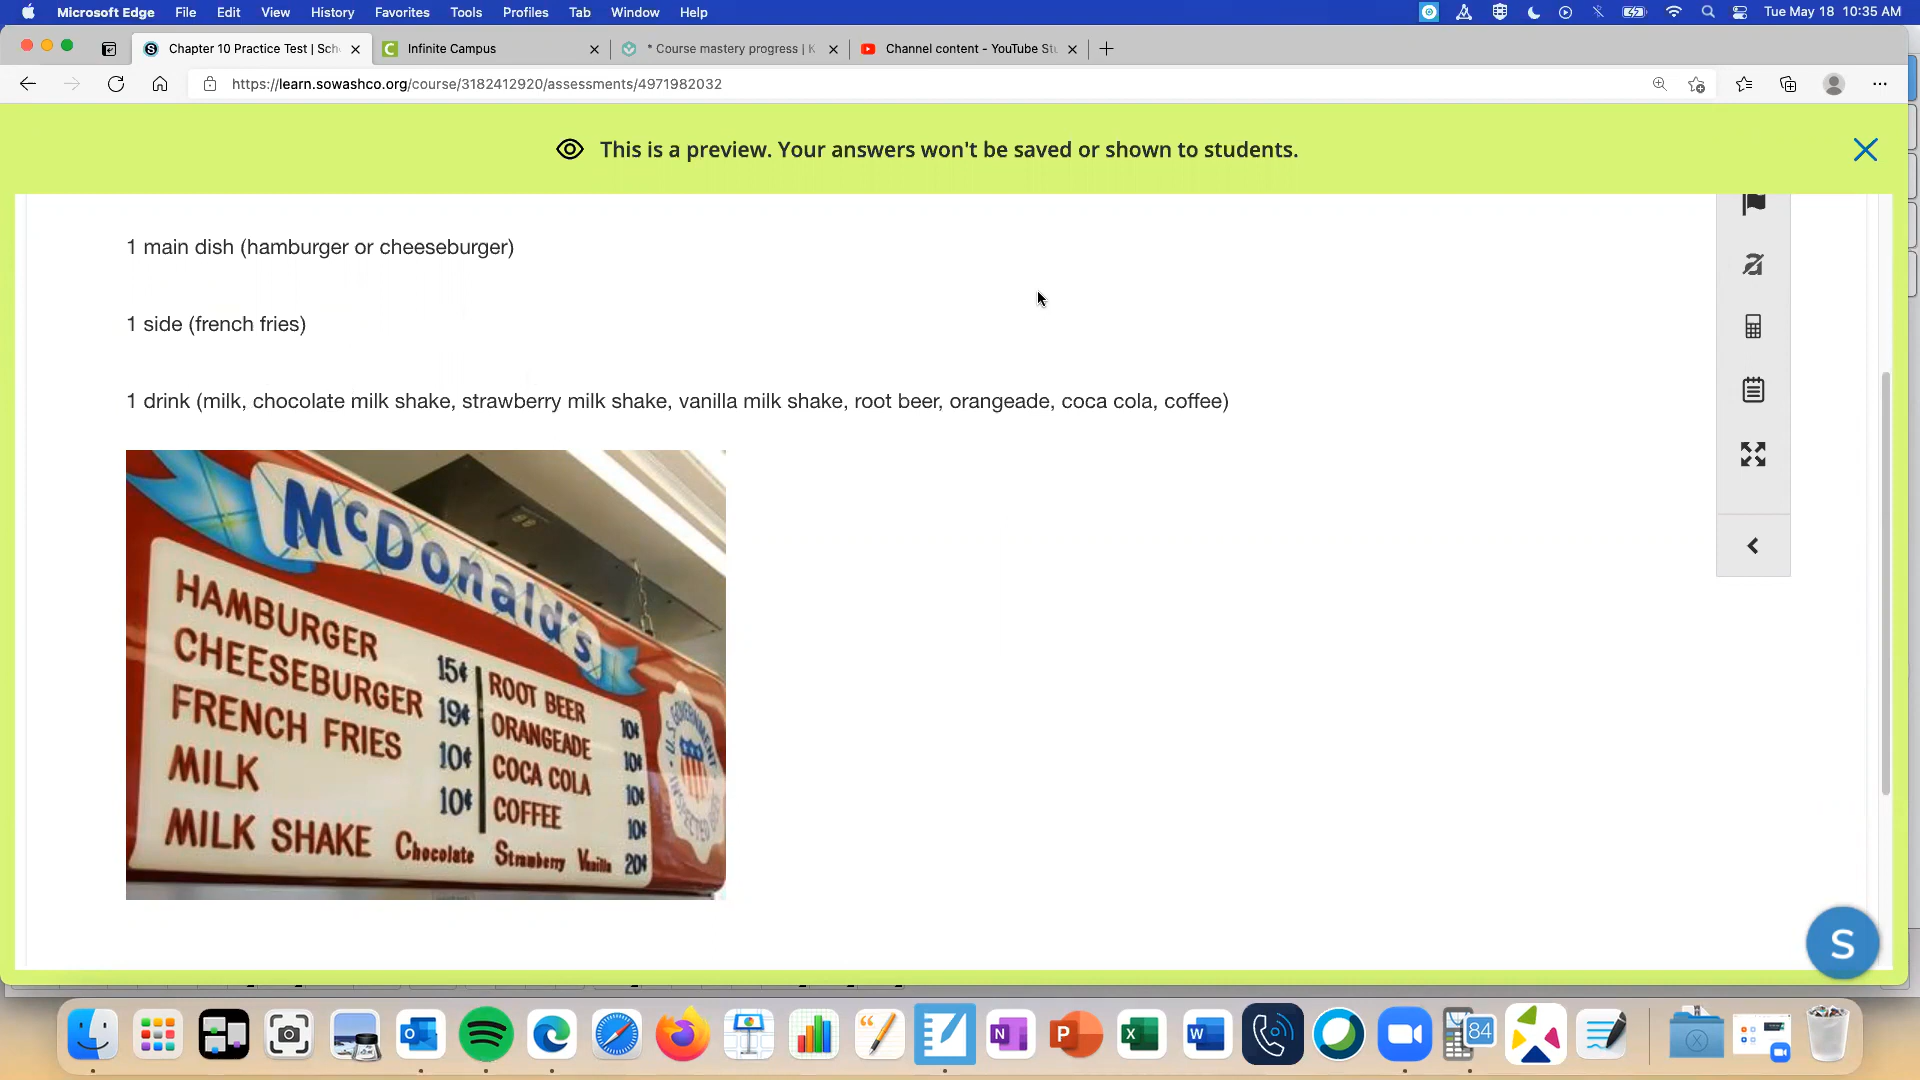 Microsoft Edge File Edit View History Favorites Tools Profiles Tab Window Help Tue May 18 10:35 AM
Chapter 10 Practice Test | Sch Infinite Campus * Course mastery progress | K Channel content - YouTube St
https://learn.sowashco.org/course/3182412920/assessments/4971982032
This is a preview. Your answers won't be saved or shown to students.
1 main dish (hamburger or cheeseburger)
1 side (french fries)
1 drink (milk, chocolate milk shake, strawberry milk shake, vanilla milk shake, root beer, orangeade, coca cola, coffee)
McDonald's
HAMBURGER 15¢
CHEESEBURGER 19¢
FRENCH FRIES 10¢
MILK 10¢
ROOT BEER 10¢
ORANGEADE 10¢
COCA COLA 10¢
COFFEE 10¢
MILK SHAKE Chocolate Strawberry Vanilla 20¢
U.S. GOVERNMENT INSPECTED
S
N P X W 84
X